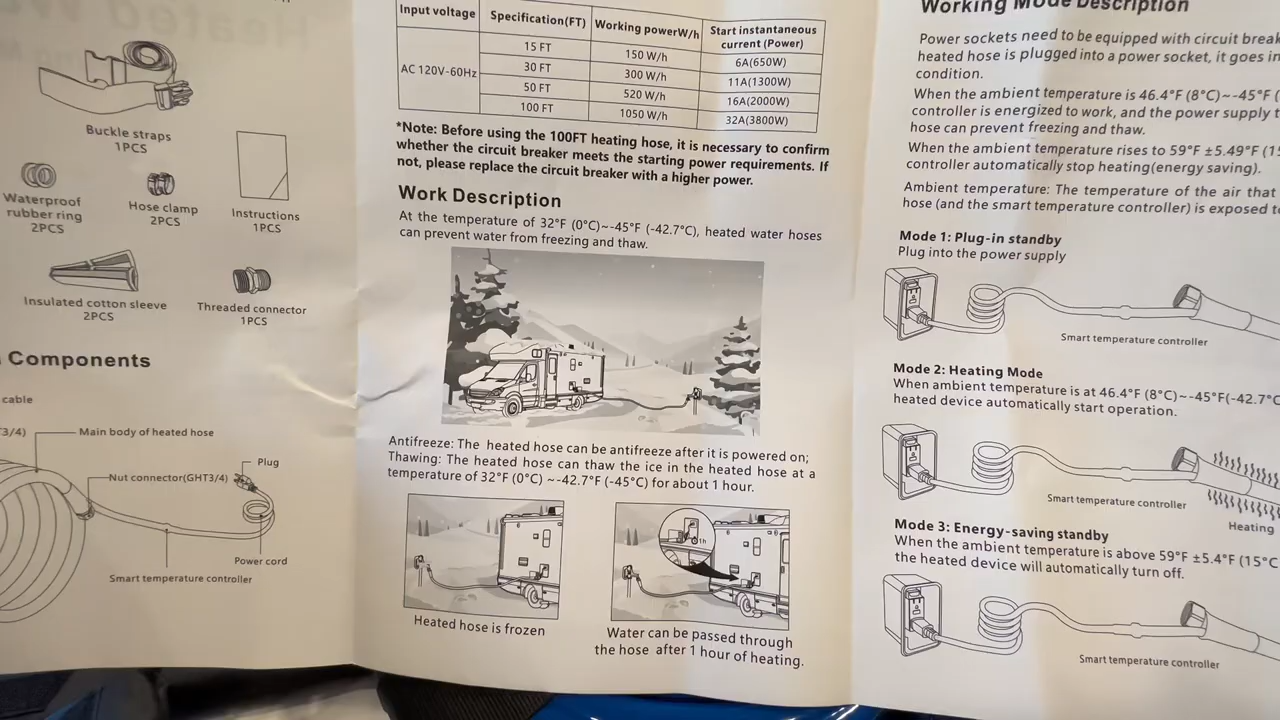 Buckle straps
1PCS
Waterproof
rubber ring
2PCS
Hose clamp
2PCS
Instructions
1PCS
Insulated cotton sleeve
2PCS
Threaded connector
1PCS
Components
cable
3/4)
Main body of heated hose
Plug
Nut connector(GHT3/4)
Power cord
Smart temperature controller
Input voltage Specification(FT) Working powerW/h Start instantaneous
current (Power)
AC 120V-60Hz
15 FT 150 W/h 6A(650W)
30 FT 300 W/h 11A(1300W)
50 FT 520 W/h 16A(2000W)
100 FT 1050 W/h 32A(3800W)
*Note: Before using the 100FT heating hose, it is necessary to confirm
whether the circuit breaker meets the starting power requirements. If
not, please replace the circuit breaker with a higher power.
Work Description
At the temperature of 32°F (0°C)~-45°F (-42.7°C), heated water hoses
can prevent water from freezing and thaw.
Antifreeze: The heated hose can be antifreeze after it is powered on;
Thawing: The heated hose can thaw the ice in the heated hose at a
temperature of 32°F (0°C) ~-42.7°F (-45°C) for about 1 hour.
1h
Heated hose is frozen
Water can be passed through
the hose after 1 hour of heating.
Working Mode Description
Power sockets need to be equipped with circuit break
heated hose is plugged into a power socket, it goes in
condition.
When the ambient temperature is 46.4°F (8°C)~-45°F (
controller is energized to work, and the power supply t
hose can prevent freezing and thaw.
When the ambient temperature rises to 59°F ±5.49°F (15
controller automatically stop heating(energy saving).
Ambient temperature: The temperature of the air that
hose (and the smart temperature controller) is exposed to
Mode 1: Plug-in standby
Plug into the power supply
Smart temperature controller
Mode 2: Heating Mode
When ambient temperature is at 46.4°F (8°C)~-45°F(-42.7°C
heated device automatically start operation.
Smart temperature controller
Heating
Mode 3: Energy-saving standby
When the ambient temperature is above 59°F ±5.4°F (15°C
the heated device will automatically turn off.
Smart temperature controller